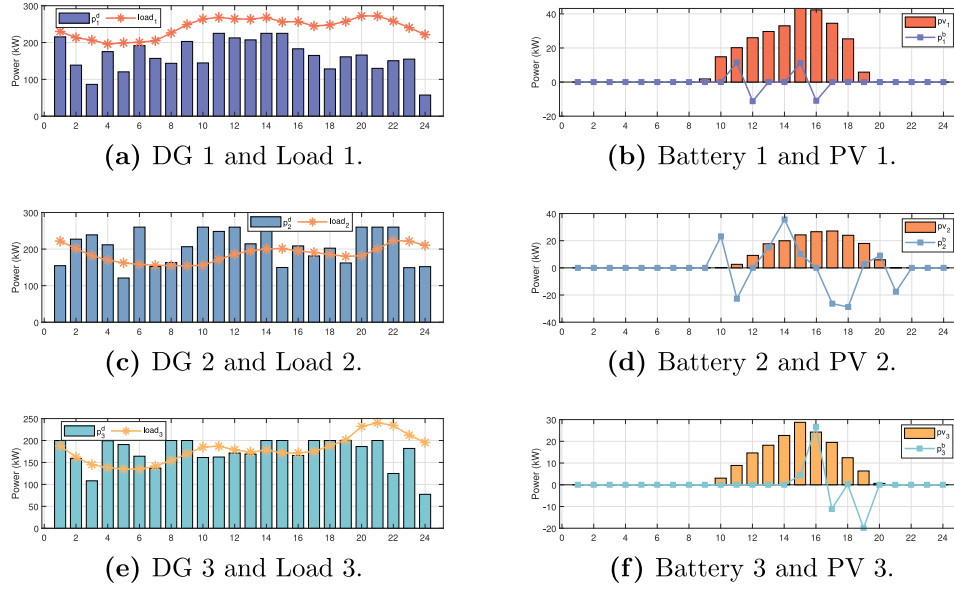 300
200
100
0
Power (kW)
p₁ᵈ
load₁
0 2 4 6 8 10 12 14 16 18 20 22 24
(a) DG 1 and Load 1.
40
20
0
-20
Power (kW)
pv₁
p₁ᵇ
0 2 4 6 8 10 12 14 16 18 20 22 24
(b) Battery 1 and PV 1.
300
200
100
0
Power (kW)
p₂ᵈ
load₂
0 2 4 6 8 10 12 14 16 18 20 22 24
(c) DG 2 and Load 2.
40
20
0
-20
-40
Power (kW)
pv₂
p₂ᵇ
0 2 4 6 8 10 12 14 16 18 20 22 24
(d) Battery 2 and PV 2.
250
200
150
100
50
0
Power (kW)
p₃ᵈ
load₃
0 2 4 6 8 10 12 14 16 18 20 22 24
(e) DG 3 and Load 3.
30
20
10
0
-10
-20
Power (kW)
pv₃
p₃ᵇ
0 2 4 6 8 10 12 14 16 18 20 22 24
(f) Battery 3 and PV 3.